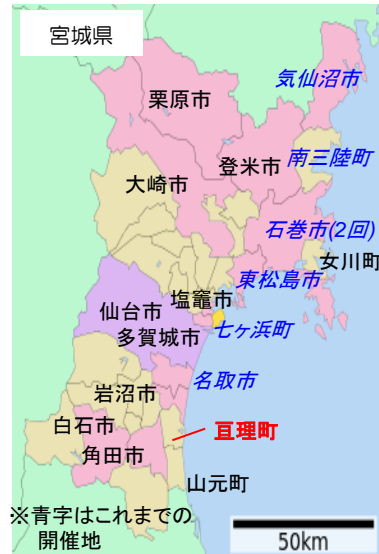 宮城県
気仙沼市
栗原市
登米市
南三陸町
大崎市
石巻市(2回)
女川町
東松島市
塩竈市
仙台市
七ヶ浜町
多賀城市
名取市
岩沼市
白石市
亘理町
角田市
山元町
※青字はこれまでの
開催地
50km